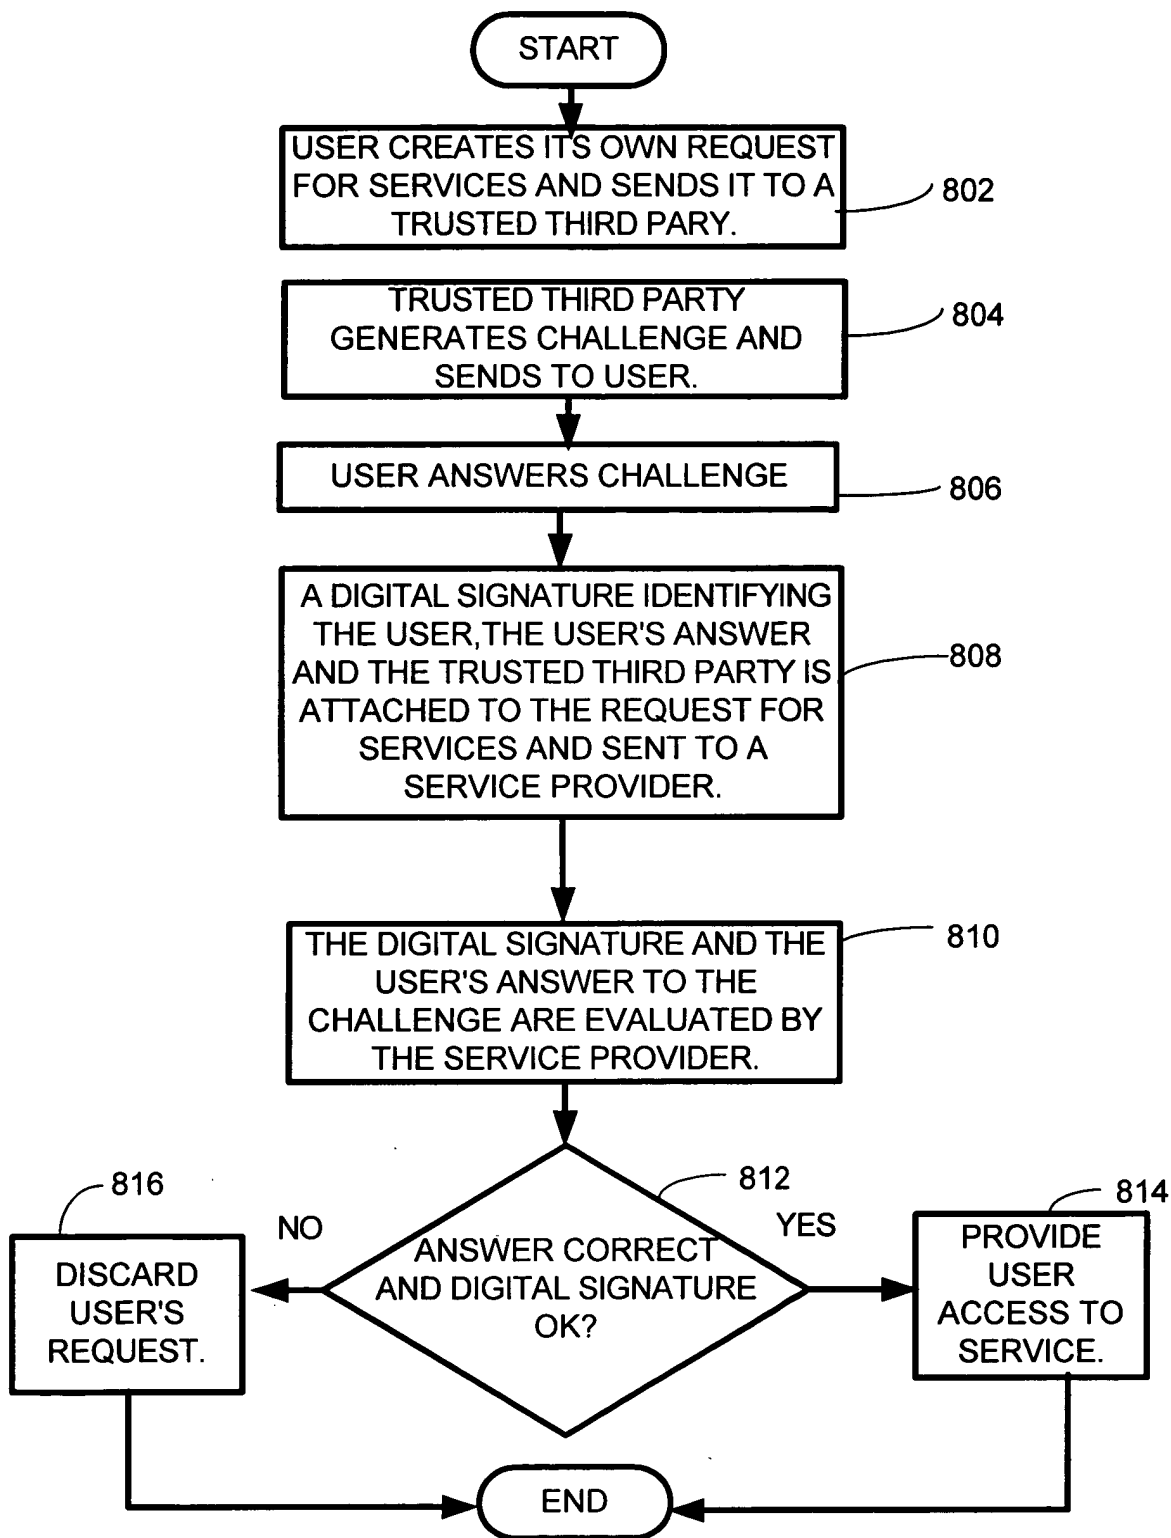 START
USER CREATES ITS OWN REQUEST
FOR SERVICES AND SENDS IT TO A
TRUSTED THIRD PARY.
802
TRUSTED THIRD PARTY
GENERATES CHALLENGE AND
SENDS TO USER.
804
USER ANSWERS CHALLENGE
806
A DIGITAL SIGNATURE IDENTIFYING
THE USER,THE USER'S ANSWER
AND THE TRUSTED THIRD PARTY IS
ATTACHED TO THE REQUEST FOR
SERVICES AND SENT TO A
SERVICE PROVIDER.
808
THE DIGITAL SIGNATURE AND THE
USER'S ANSWER TO THE
CHALLENGE ARE EVALUATED BY
THE SERVICE PROVIDER.
810
812
ANSWER CORRECT
AND DIGITAL SIGNATURE
OK?
NO
YES
816
DISCARD
USER'S
REQUEST.
814
PROVIDE
USER
ACCESS TO
SERVICE.
END